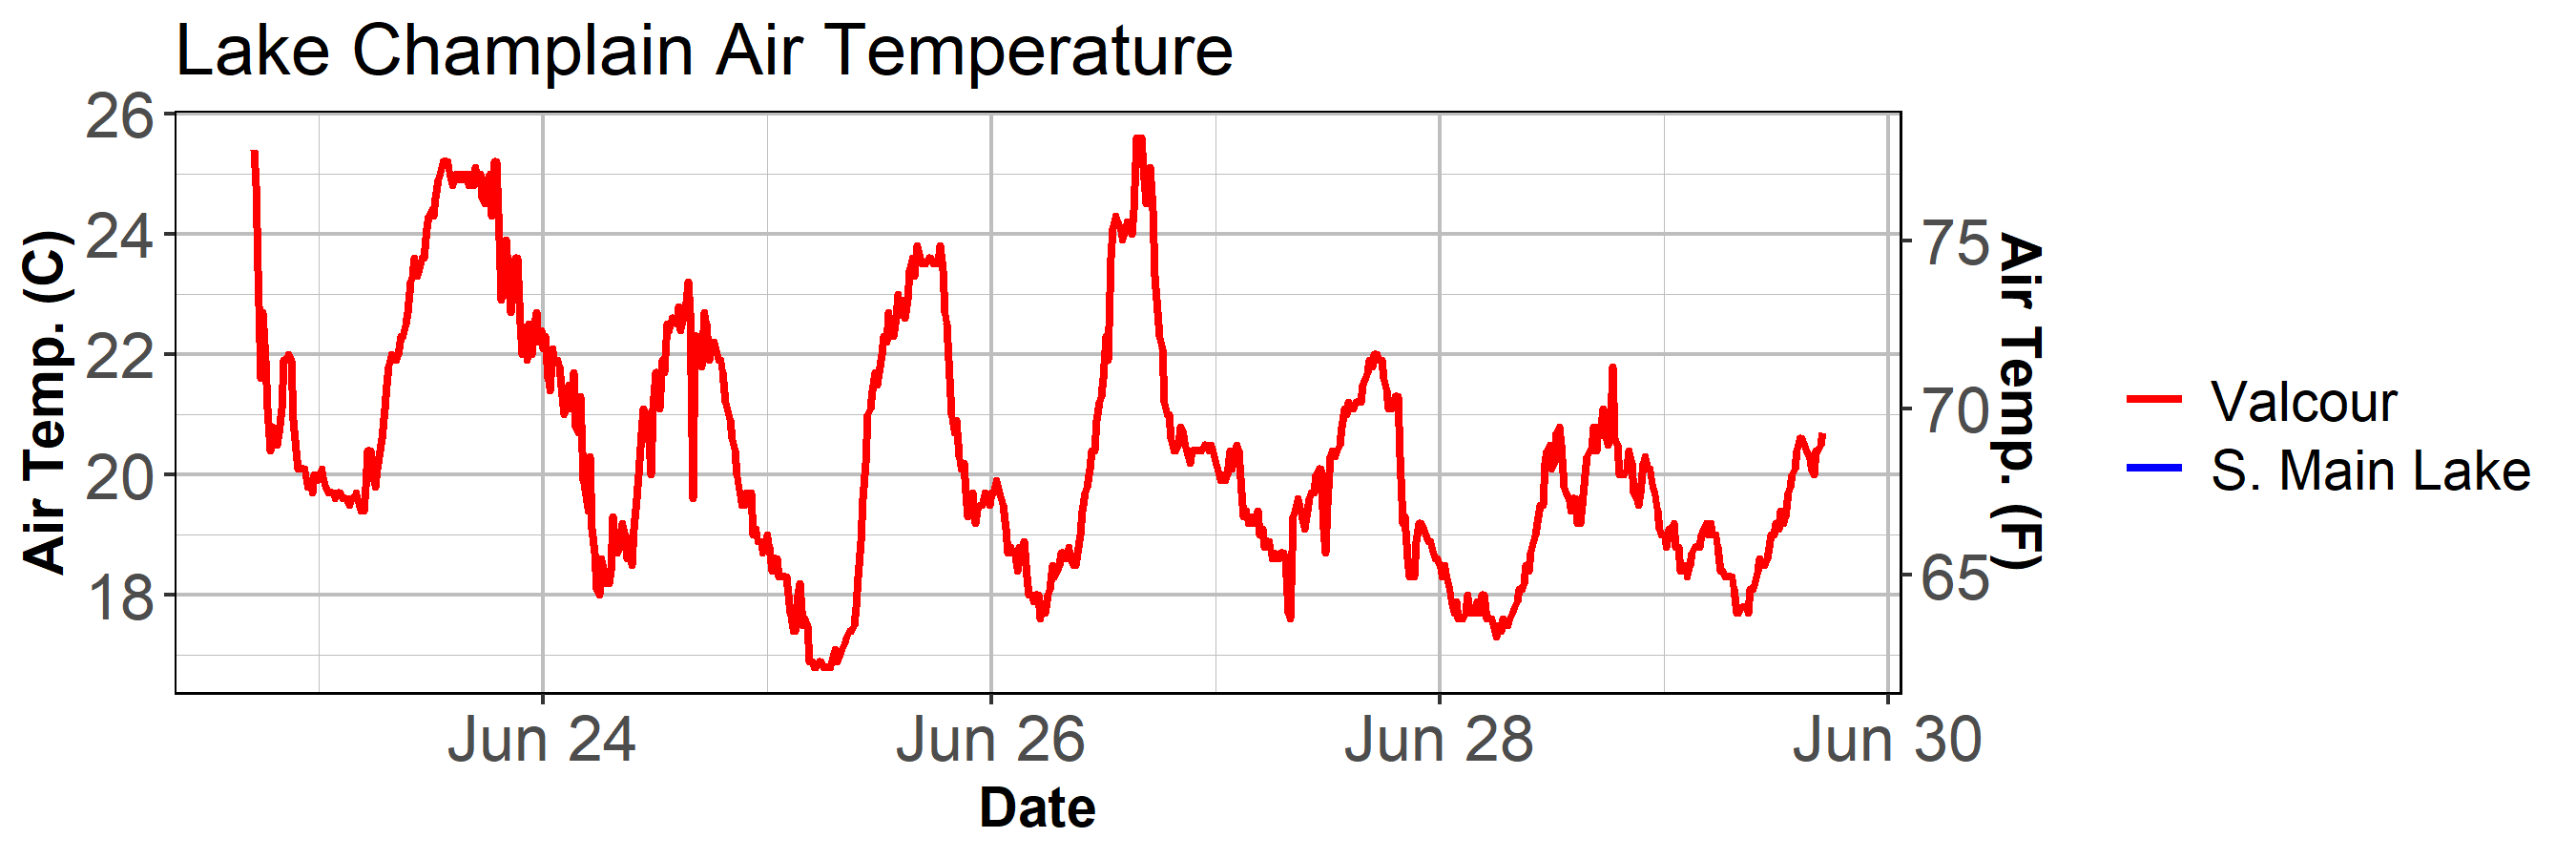 Lake Champlain Air Temperature
Air Temp. (C)
26
24
22
20
18
75
70
65
Air Temp. (F)
Jun 24
Jun 26
Jun 28
Jun 30
Date
Valcour
S. Main Lake